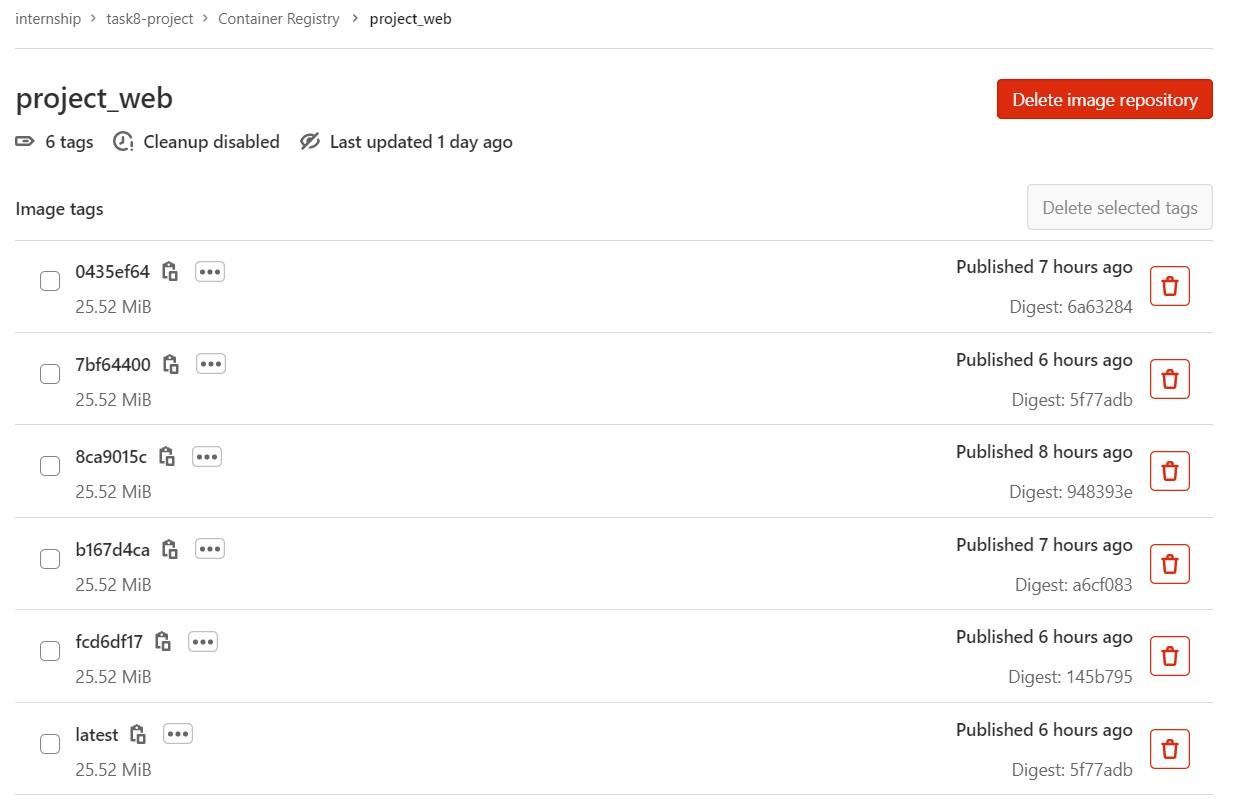 internship > task8-project > Container Registry > project_web
project_web
Delete image repository
6 tags Cleanup disabled Last updated 1 day ago
Image tags
Delete selected tags
0435ef64
Published 7 hours ago
25.52 MiB
Digest: 6a63284
7bf64400
Published 6 hours ago
25.52 MiB
Digest: 5f77adb
8ca9015c
Published 8 hours ago
25.52 MiB
Digest: 948393e
b167d4ca
Published 7 hours ago
25.52 MiB
Digest: a6cf083
fcd6df17
Published 6 hours ago
25.52 MiB
Digest: 145b795
latest
Published 6 hours ago
25.52 MiB
Digest: 5f77adb